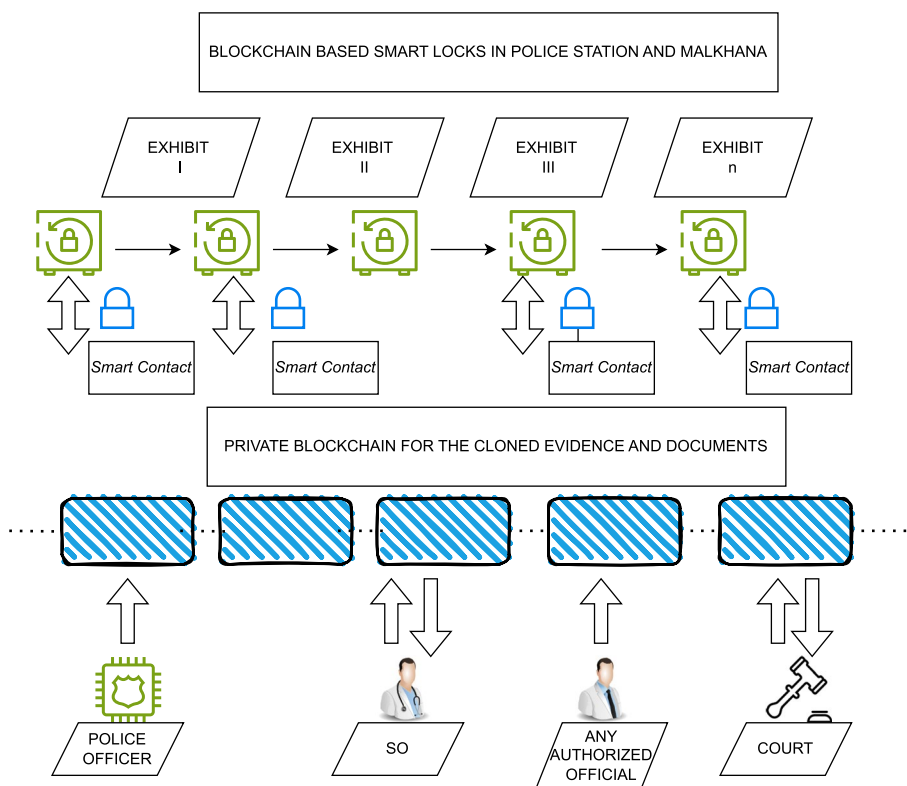 BLOCKCHAIN BASED SMART LOCKS IN POLICE STATION AND MALKHANA
EXHIBIT
I
EXHIBIT
II
EXHIBIT
III
EXHIBIT
n
Smart Contact
Smart Contact
Smart Contact
Smart Contact
PRIVATE BLOCKCHAIN FOR THE CLONED EVIDENCE AND DOCUMENTS
POLICE
OFFICER
SO
ANY
AUTHORIZED
OFFICIAL
COURT